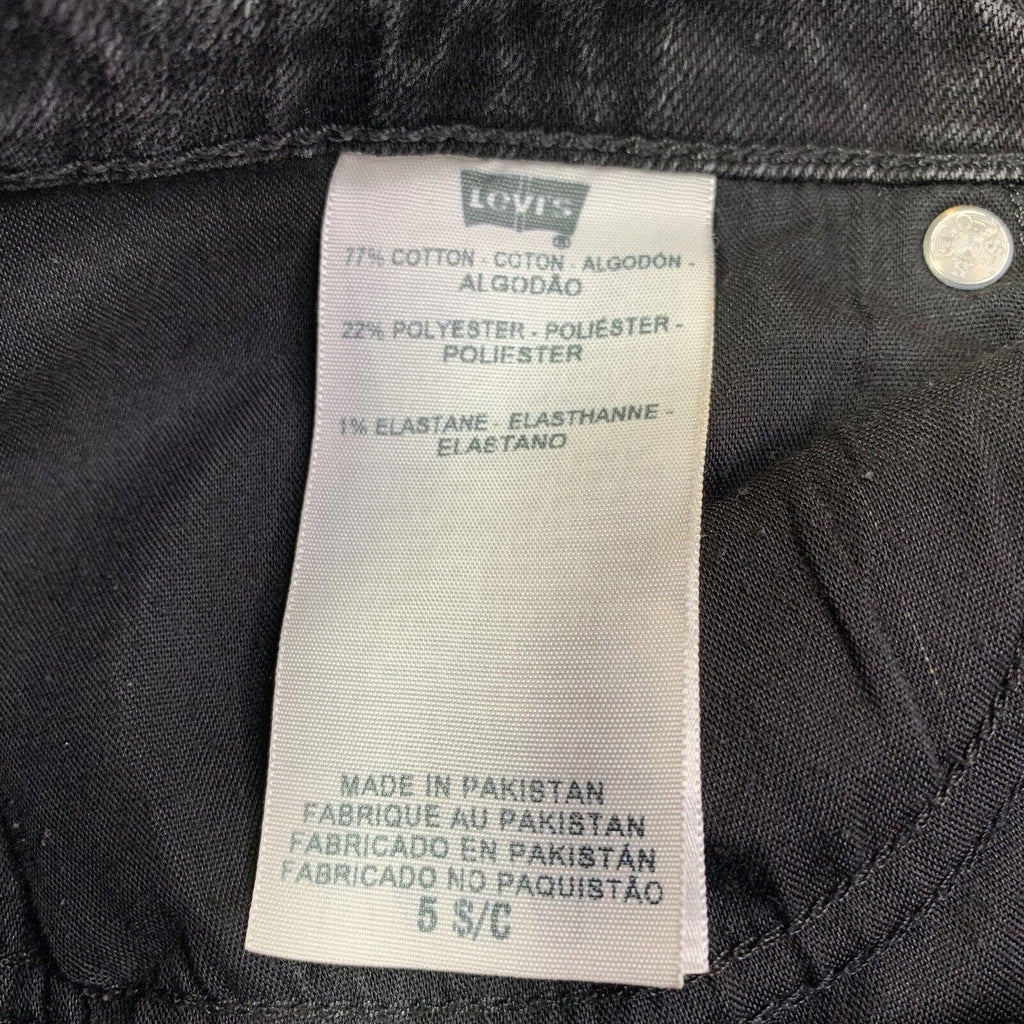 Levi's
®
77% COTTON - COTON - ALGODÓN -
ALGODÃO
22% POLYESTER - POLIÉSTER -
POLIESTER
1% ELASTANE - ELASTHANNE -
ELASTANO
MADE IN PAKISTAN
FABRIQUE AU PAKISTAN
FABRICADO EN PAKISTÁN
FABRICADO NO PAQUISTÃO
5 S/C